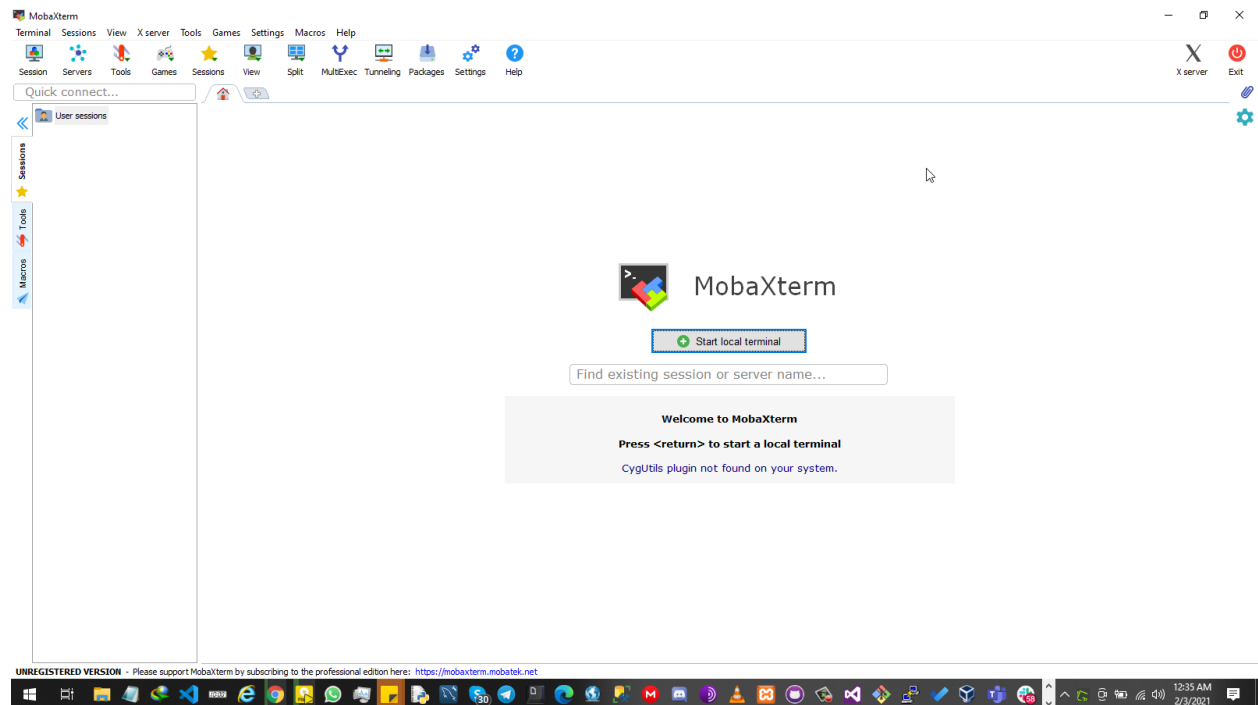 MobaXterm
Terminal Sessions View X server Tools Games Settings Macros Help
Session Servers Tools Games Sessions View Split MultiExec Tunneling Packages Settings Help X server Exit
Quick connect...
User sessions
Sessions
Tools
Macros
>_
MobaXterm
Start local terminal
Find existing session or server name...
Welcome to MobaXterm
Press <return> to start a local terminal
CygUtils plugin not found on your system.
UNREGISTERED VERSION - Please support MobaXterm by subscribing to the professional edition here: https://mobaxterm.mobatek.net
30
58
12:35 AM
2/3/2021